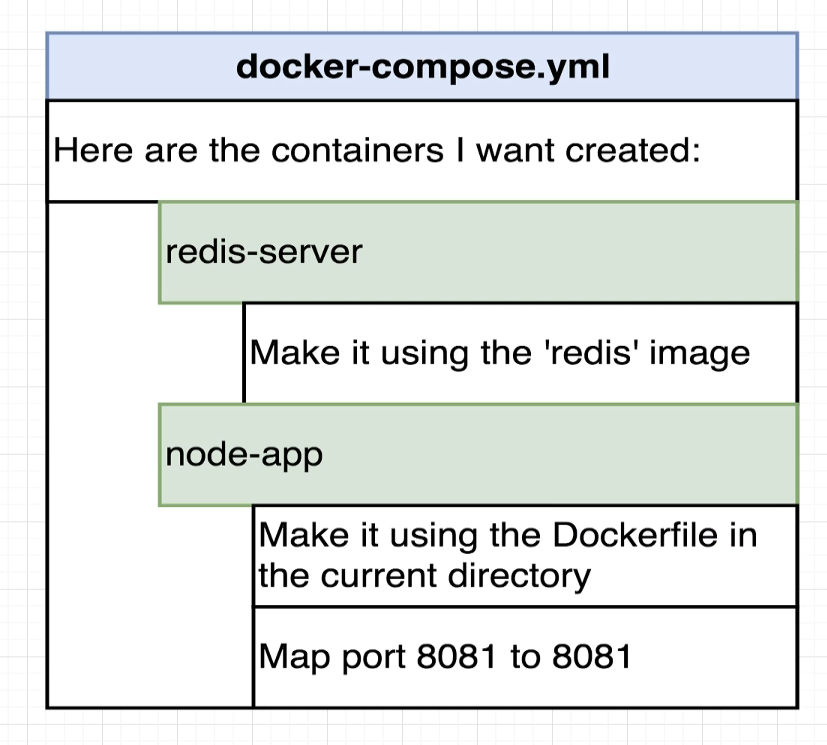 docker-compose.yml
Here are the containers I want created:
redis-server
Make it using the 'redis' image
node-app
Make it using the Dockerfile in
the current directory
Map port 8081 to 8081